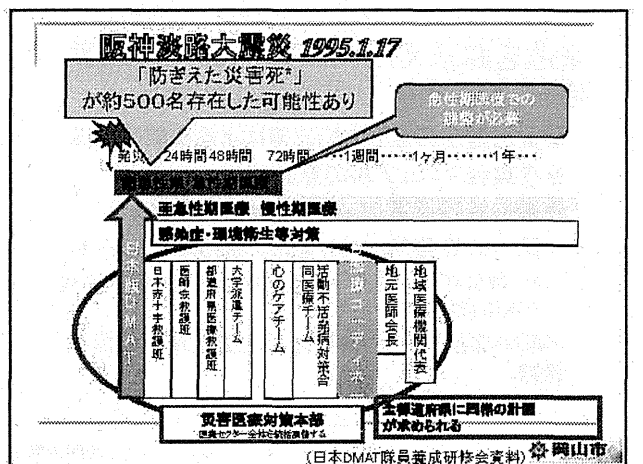 阪神淡路大震災 1995.1.17
「防ぎえた災害死*」
が約500名存在した可能性あり
急性期医療での
発災 24時間 48時間 72時間‥‥1週間‥‥‥1ヶ月‥‥‥‥1年‥‥
亜急性期医療 慢性期医療
感染症・環境衛生等対策
日本DMAT
日本赤十字救護班
医師会救護班
都道府県医療救護班
大学派遣チーム
心のケアチーム
活動不活発病対策合
同医療チーム
地元医師会長
地域医療機関代表
災害医療対策本部
全都道府県に同様の計画
が求められる
(日本DMAT隊員養成研修会資料)
岡山市